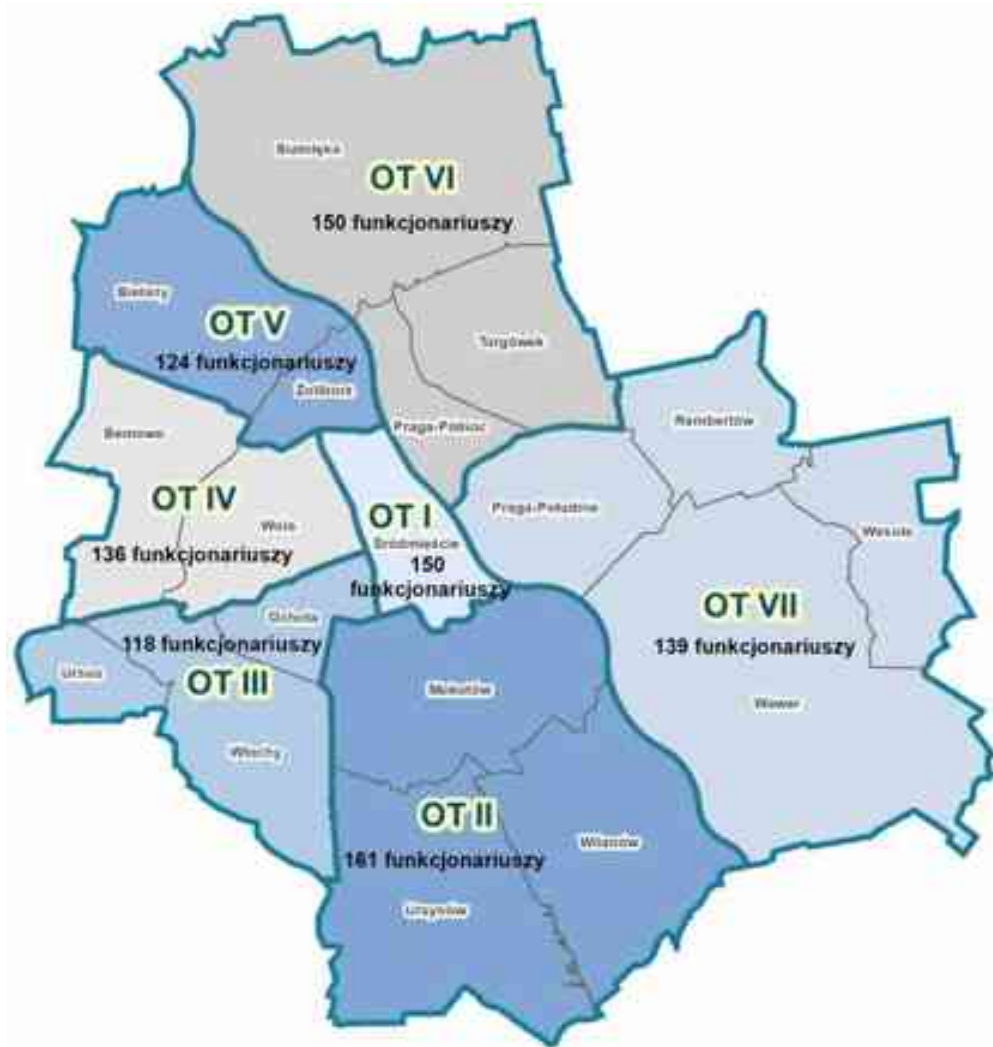 Białołęka
OT VI
150 funkcjonariuszy
Bielany
OT V
124 funkcjonariuszy
Żoliborz
Targówek
Praga-Północ
Rembertów
Bemowo
OT IV
Wola
136 funkcjonariuszy
OT I
Śródmieście
150
funkcjonariuszy
Praga-Południe
Wesoła
OT VII
139 funkcjonariuszy
Wawer
Ochota
118 funkcjonariuszy
Ursus
OT III
Włochy
Mokotów
OT II
161 funkcjonariuszy
Wilanów
Ursynów